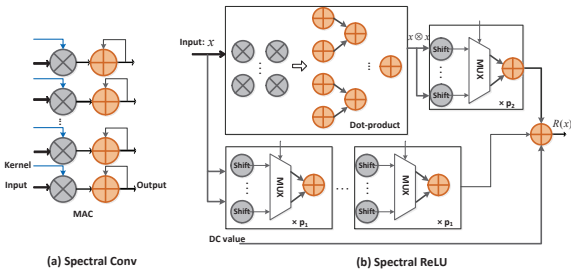 Kernel
Input
Output
MAC
(a) Spectral Conv
Input: x
Dot-product
x⊗x
Shift
Shift
MUX
× p₂
R(x)
Shift
Shift
MUX
× p₁
...
Shift
Shift
MUX
× p₁
DC value
(b) Spectral ReLU